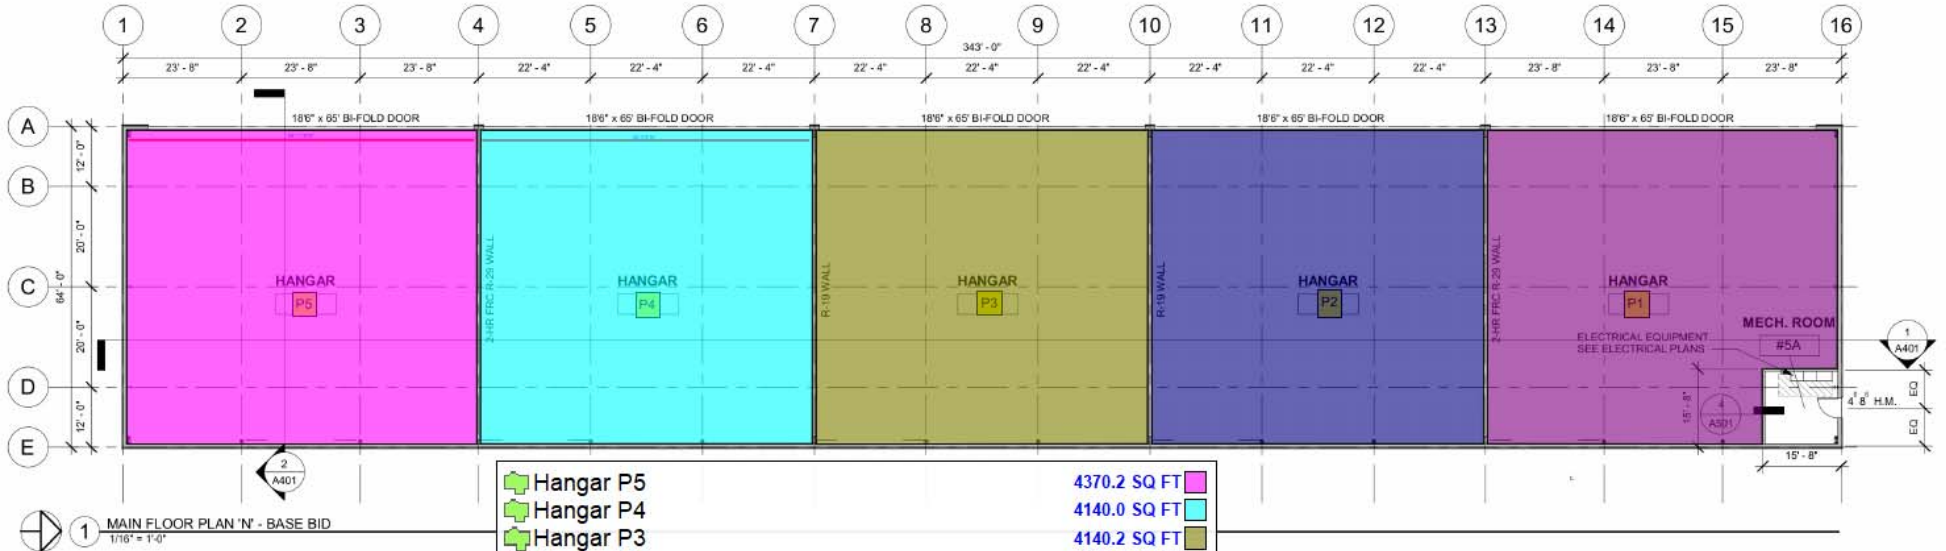 1 2 3 4 5 6 7 8 9 10 11 12 13 14 15 16
343' - 0"
23' - 8" 23' - 8" 23' - 8" 22' - 4" 22' - 4" 22' - 4" 22' - 4" 22' - 4" 22' - 4" 22' - 4" 22' - 4" 22' - 4" 23' - 8" 23' - 8" 23' - 8"
18'6" x 65' BI-FOLD DOOR 18'6" x 65' BI-FOLD DOOR 18'6" x 65' BI-FOLD DOOR 18'6" x 65' BI-FOLD DOOR 18'6" x 65' BI-FOLD DOOR
A
12' - 0"
B
20' - 0"
C
64' - 0"
20' - 0"
D
12' - 0"
E
HANGAR
P5
2-HR FRC R-29 WALL
HANGAR
P4
R-19 WALL
HANGAR
P3
R-19 WALL
HANGAR
P2
2-HR FRC R-29 WALL
HANGAR
P1
MECH. ROOM
#5A
ELECTRICAL EQUIPMENT
SEE ELECTRICAL PLANS
1
A401
EQ
EQ
4' 8" H.M.
15' - 8"
4
A501
15' - 8"
2
A401
Hangar P5 4370.2 SQ FT
Hangar P4 4140.0 SQ FT
Hangar P3 4140.2 SQ FT
1 MAIN FLOOR PLAN 'N' - BASE BID
1/16" = 1'-0"